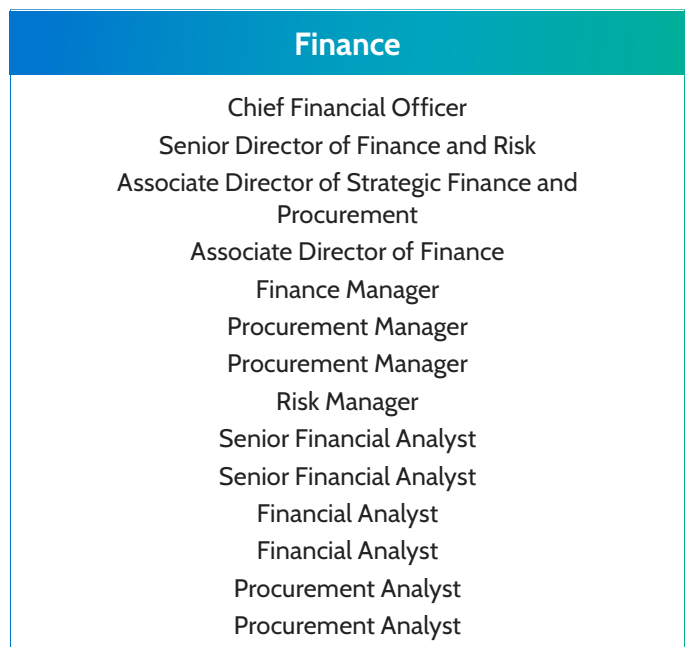 Finance
Chief Financial Officer
Senior Director of Finance and Risk
Associate Director of Strategic Finance and
Procurement
Associate Director of Finance
Finance Manager
Procurement Manager
Procurement Manager
Risk Manager
Senior Financial Analyst
Senior Financial Analyst
Financial Analyst
Financial Analyst
Procurement Analyst
Procurement Analyst